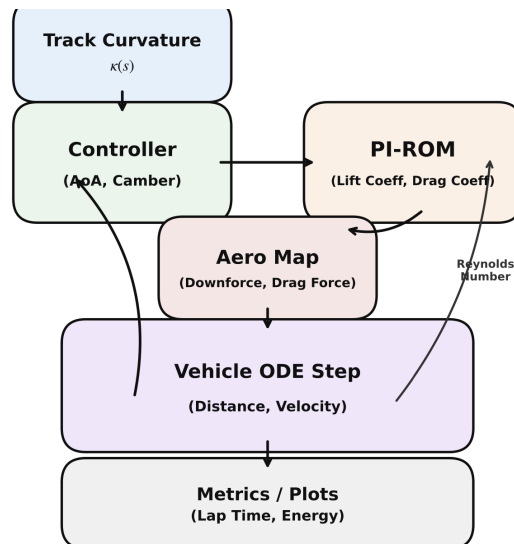 Track Curvature
κ(s)
Controller
(AoA, Camber)
PI-ROM
(Lift Coeff, Drag Coeff)
Aero Map
(Downforce, Drag Force)
Reynolds
Number
Vehicle ODE Step
(Distance, Velocity)
Metrics / Plots
(Lap Time, Energy)